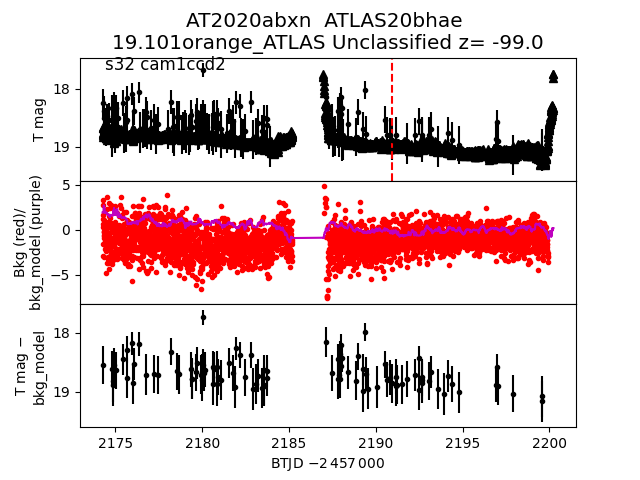 AT2020abxn  ATLAS20bhae
19.101orange_ATLAS Unclassified z= -99.0
s32 cam1ccd2
18
19
T mag
5
0
−5
Bkg (red)/
bkg_model (purple)
18
19
T mag −
bkg_model
2175
2180
2185
2190
2195
2200
BTJD −2 457 000